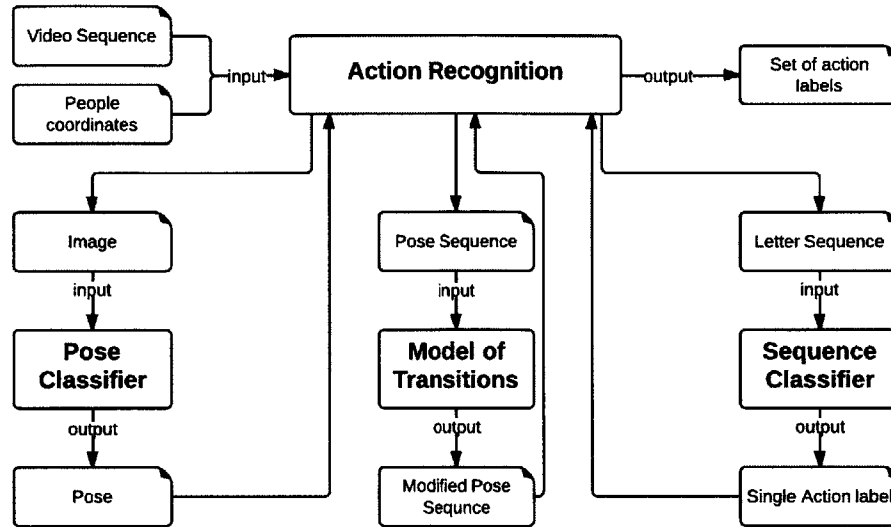 Video Sequence
People
coordinates
input
Action Recognition
output
Set of action
labels
Image
input
Pose
Classifier
output
Pose
Pose Sequence
input
Model of
Transitions
output
Modified Pose
Sequnce
Letter Sequence
input
Sequence
Classifier
output
Single Action label